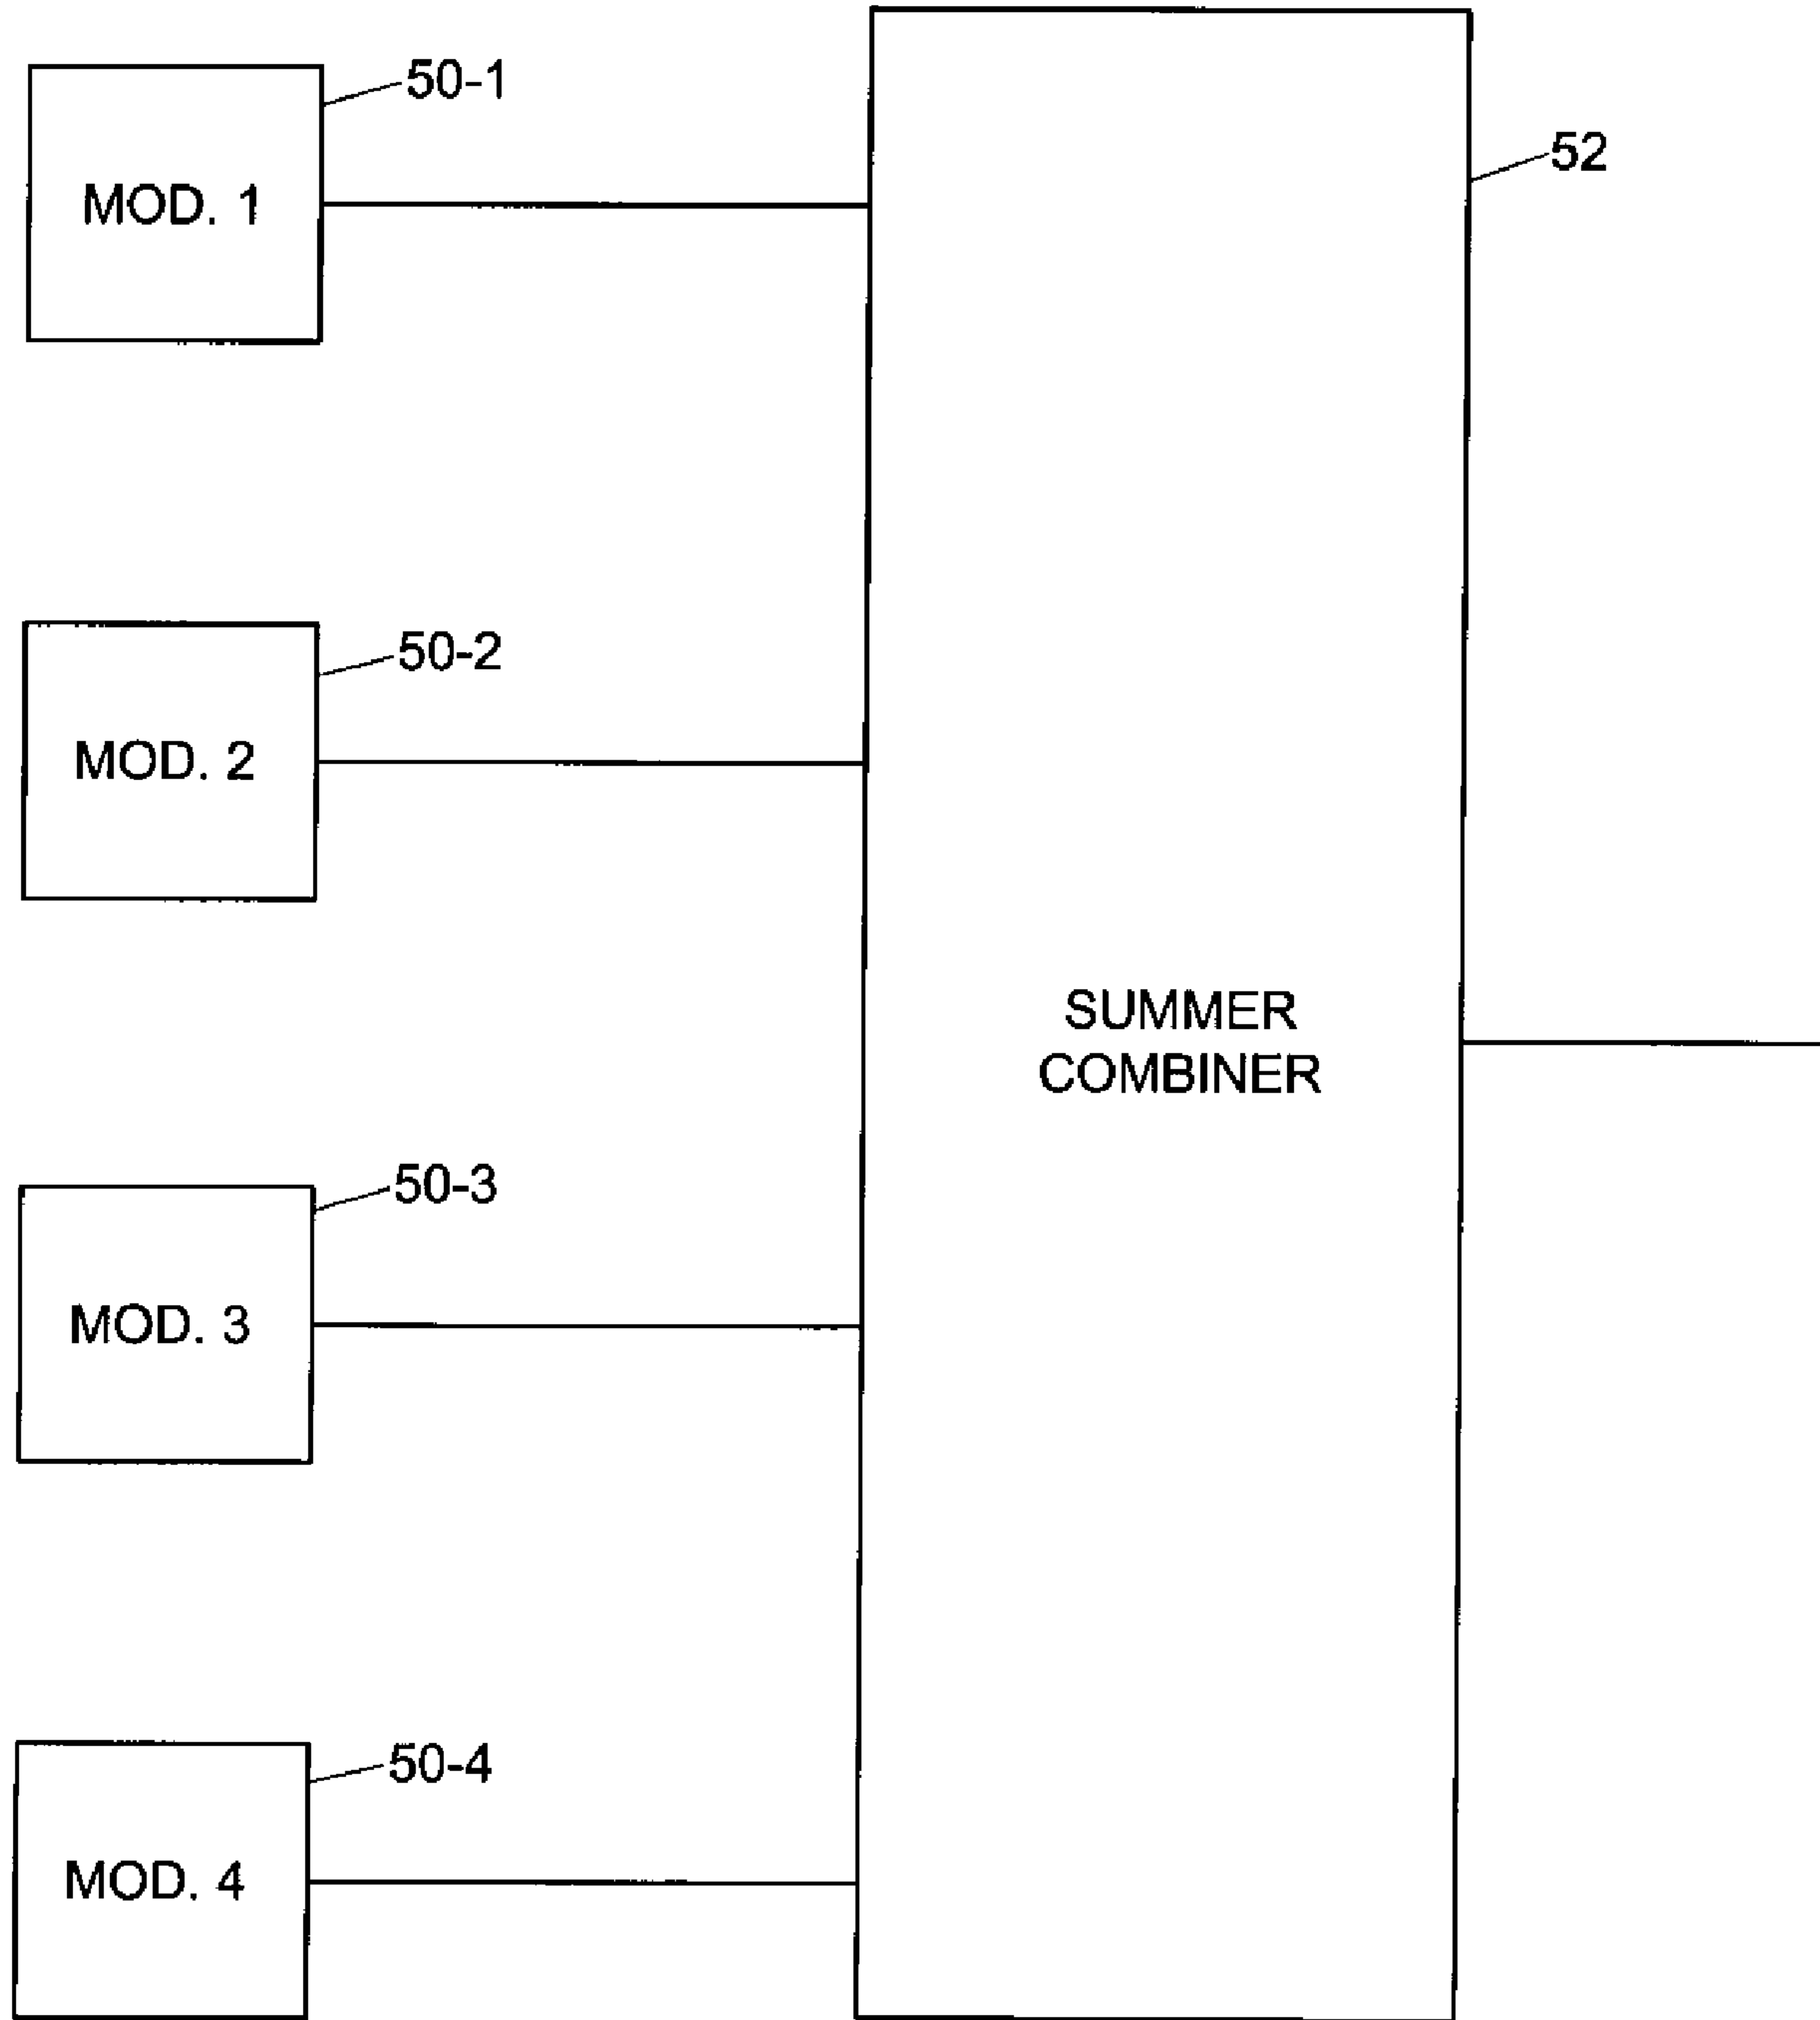 50-1
MOD. 1
52
50-2
MOD. 2
SUMMER
COMBINER
50-3
MOD. 3
50-4
MOD. 4